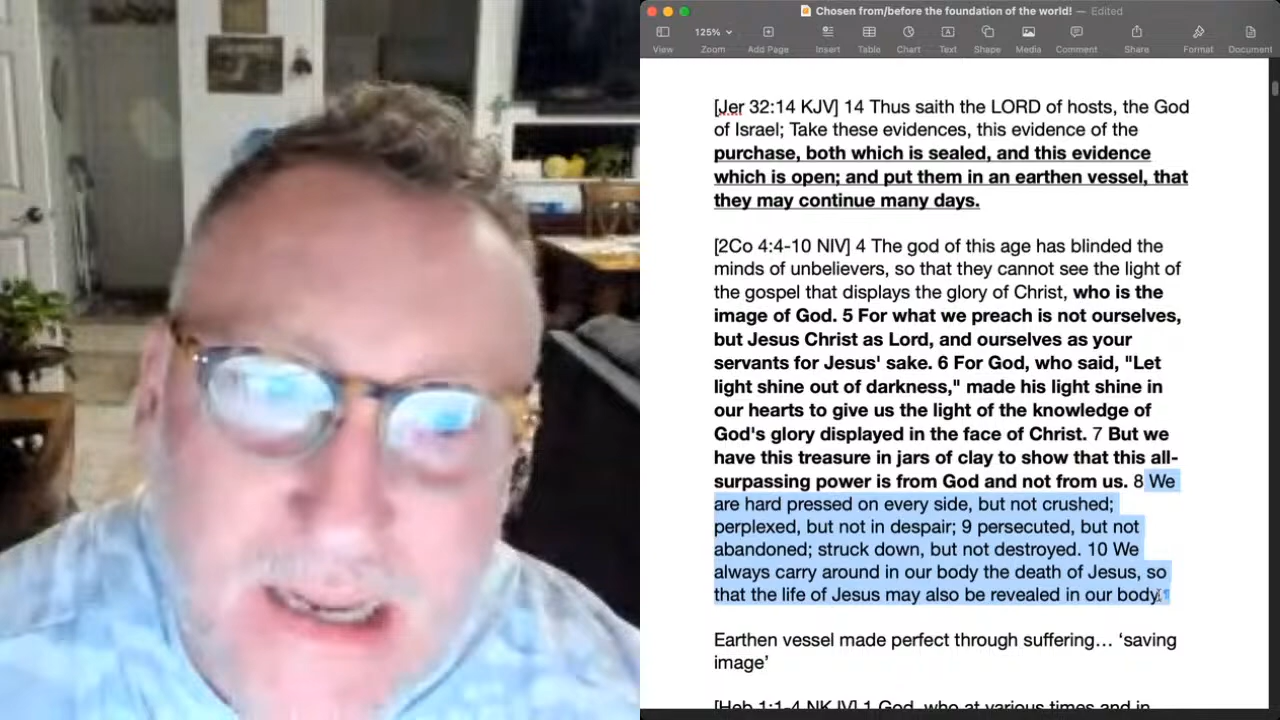 Chosen from/before the foundation of the world! — Edited
125%
View Zoom Add Page Insert Table Chart Text Shape Media Comment Share Format Document
[Jer 32:14 KJV] 14 Thus saith the LORD of hosts, the God
of Israel; Take these evidences, this evidence of the
purchase, both which is sealed, and this evidence
which is open; and put them in an earthen vessel, that
they may continue many days.
[2Co 4:4-10 NIV] 4 The god of this age has blinded the
minds of unbelievers, so that they cannot see the light of
the gospel that displays the glory of Christ, who is the
image of God. 5 For what we preach is not ourselves,
but Jesus Christ as Lord, and ourselves as your
servants for Jesus' sake. 6 For God, who said, "Let
light shine out of darkness," made his light shine in
our hearts to give us the light of the knowledge of
God's glory displayed in the face of Christ. 7 But we
have this treasure in jars of clay to show that this all-
surpassing power is from God and not from us. 8 We
are hard pressed on every side, but not crushed;
perplexed, but not in despair; 9 persecuted, but not
abandoned; struck down, but not destroyed. 10 We
always carry around in our body the death of Jesus, so
that the life of Jesus may also be revealed in our body.
Earthen vessel made perfect through suffering… ‘saving
image’
[Heb 1:1-4 NKJV] 1 God, who at various times and in